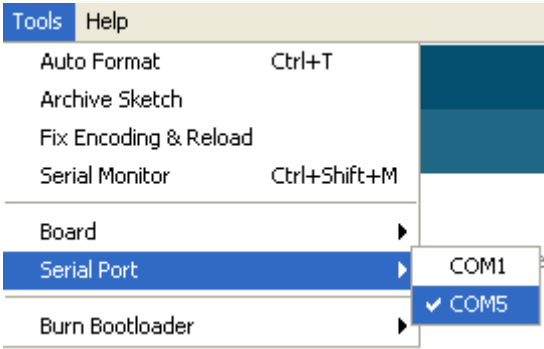 Tools Help
Auto Format Ctrl+T
Archive Sketch
Fix Encoding & Reload
Serial Monitor Ctrl+Shift+M
Board
Serial Port
COM1
COM5
Burn Bootloader